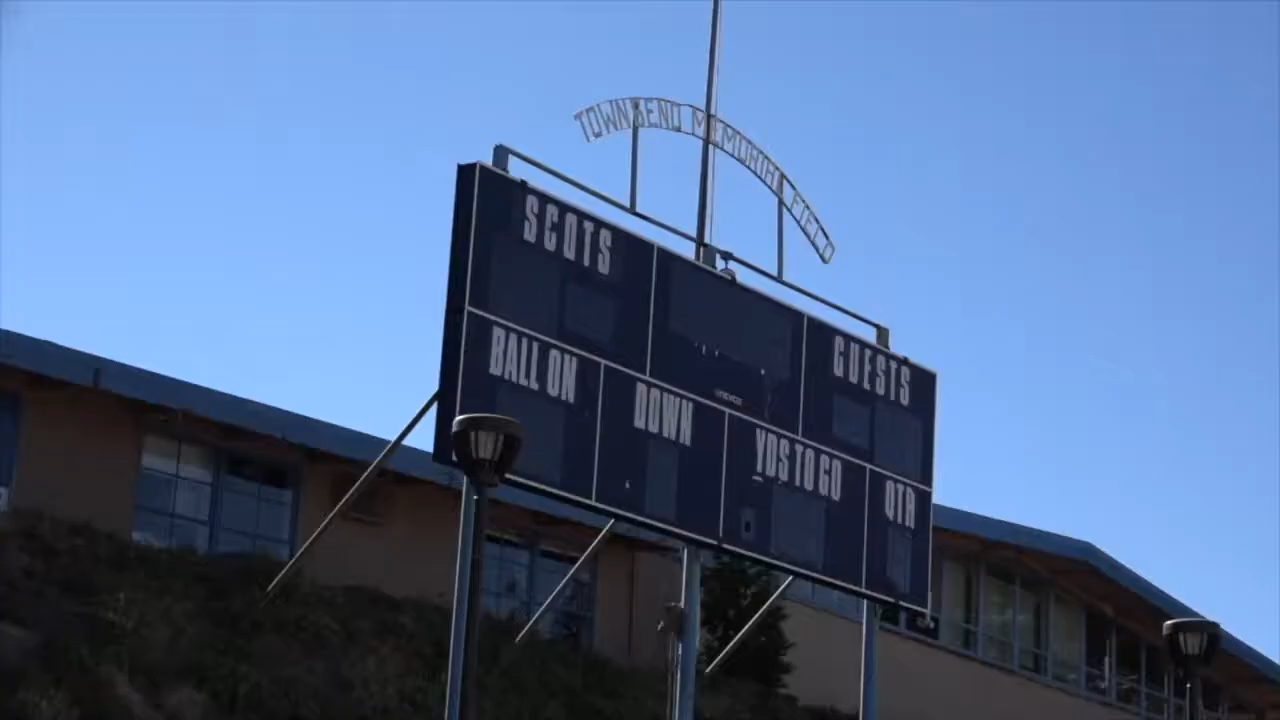 TOWNSEND MEMORIAL FIELD
SCOTS
GUESTS
BALL ON
DOWN
YDS TO GO
QTR